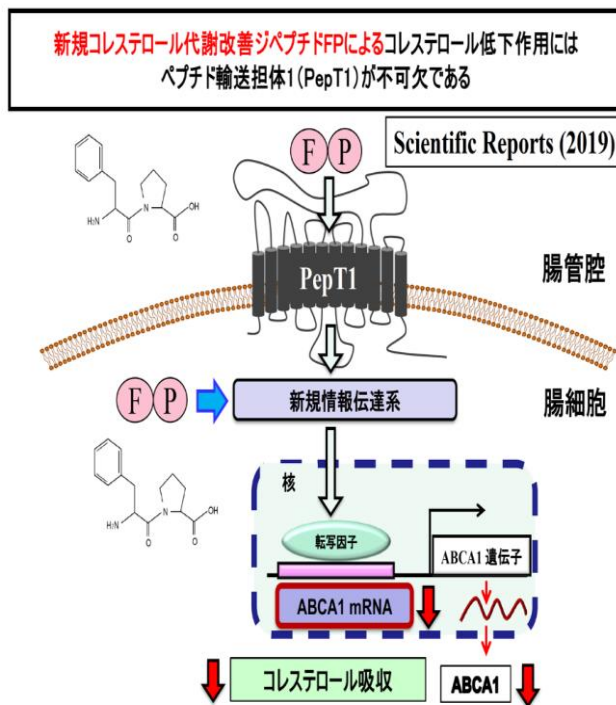 新規コレステロール代謝改善ジペプチドFPによるコレステロール低下作用には
ペプチド輸送担体1(PepT1)が不可欠である
Scientific Reports (2019)
F P
H₂N
N
O
O
OH
PepT1
腸管腔
F P
新規情報伝達系
腸細胞
H₂N
N
O
O
OH
核
転写因子
ABCA1 遺伝子
ABCA1 mRNA
コレステロール吸収
ABCA1